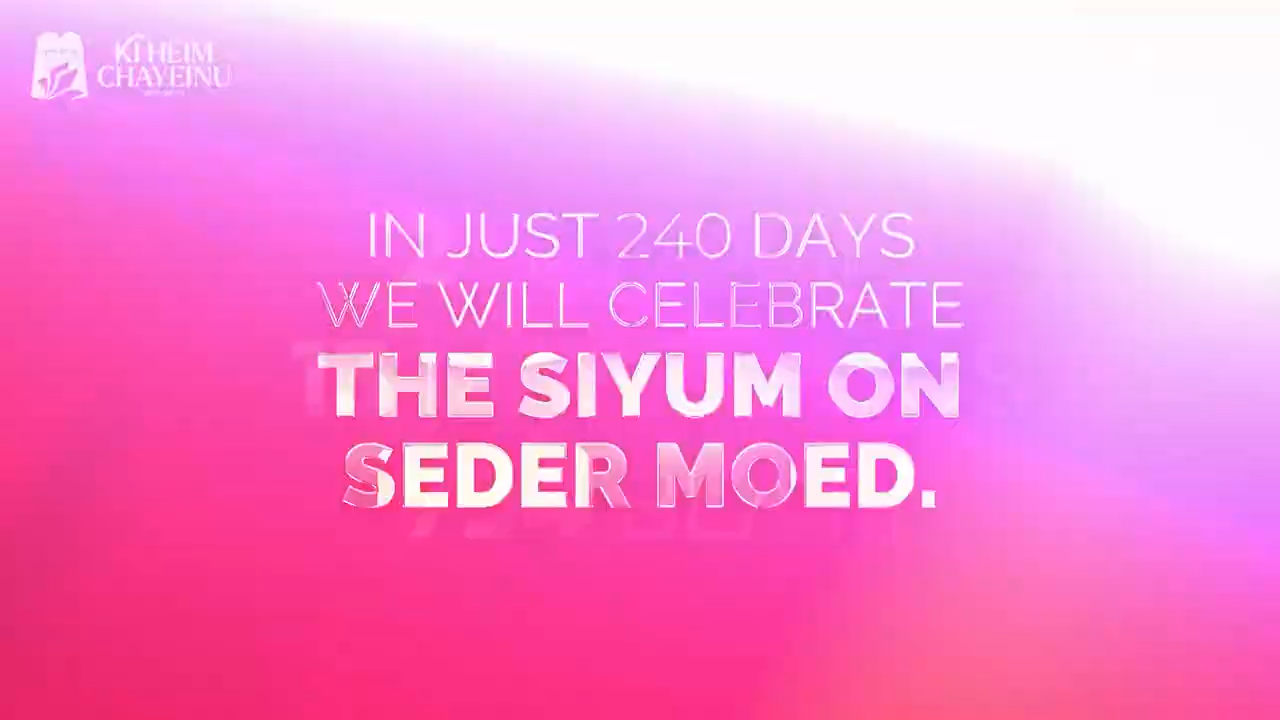 KI HEIM
CHAYEINU
IN JUST 240 DAYS
WE WILL CELEBRATE
THE SIYUM ON
SEDER MOED.